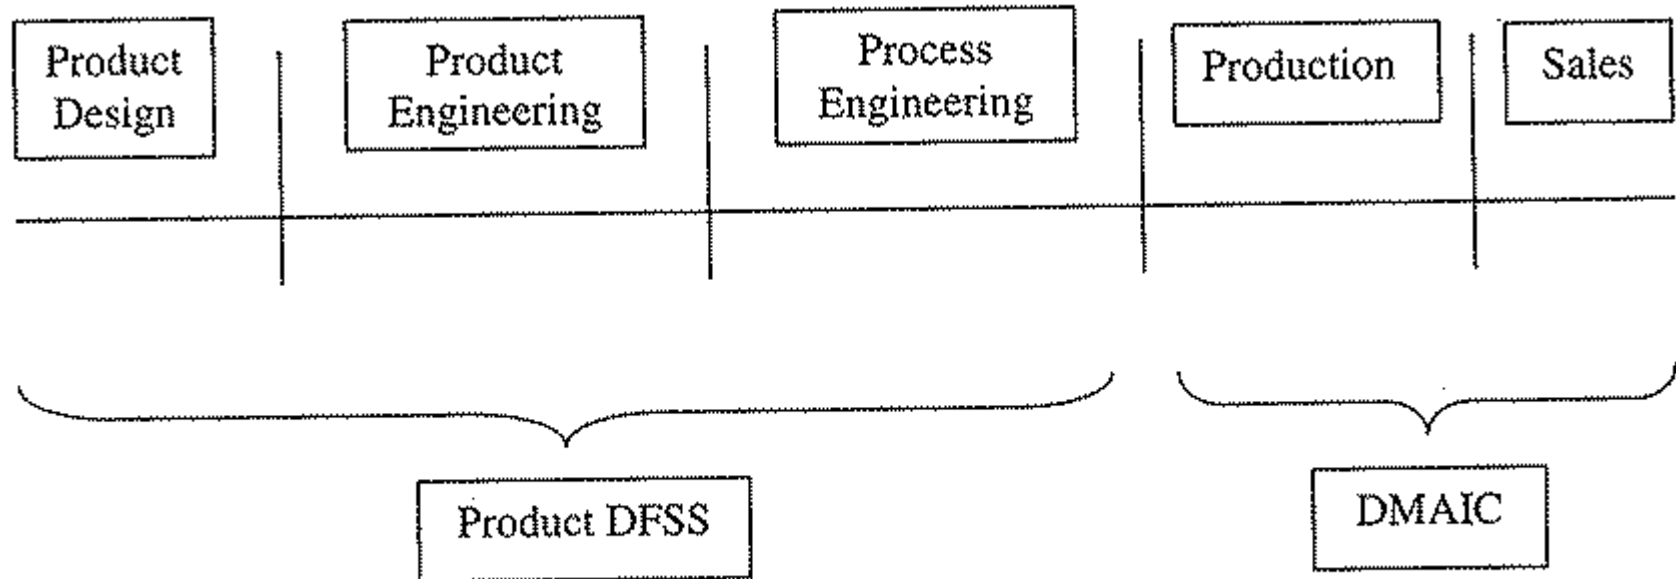 Product
Design
Product
Engineering
Process
Engineering
Production
Sales
Product DFSS
DMAIC